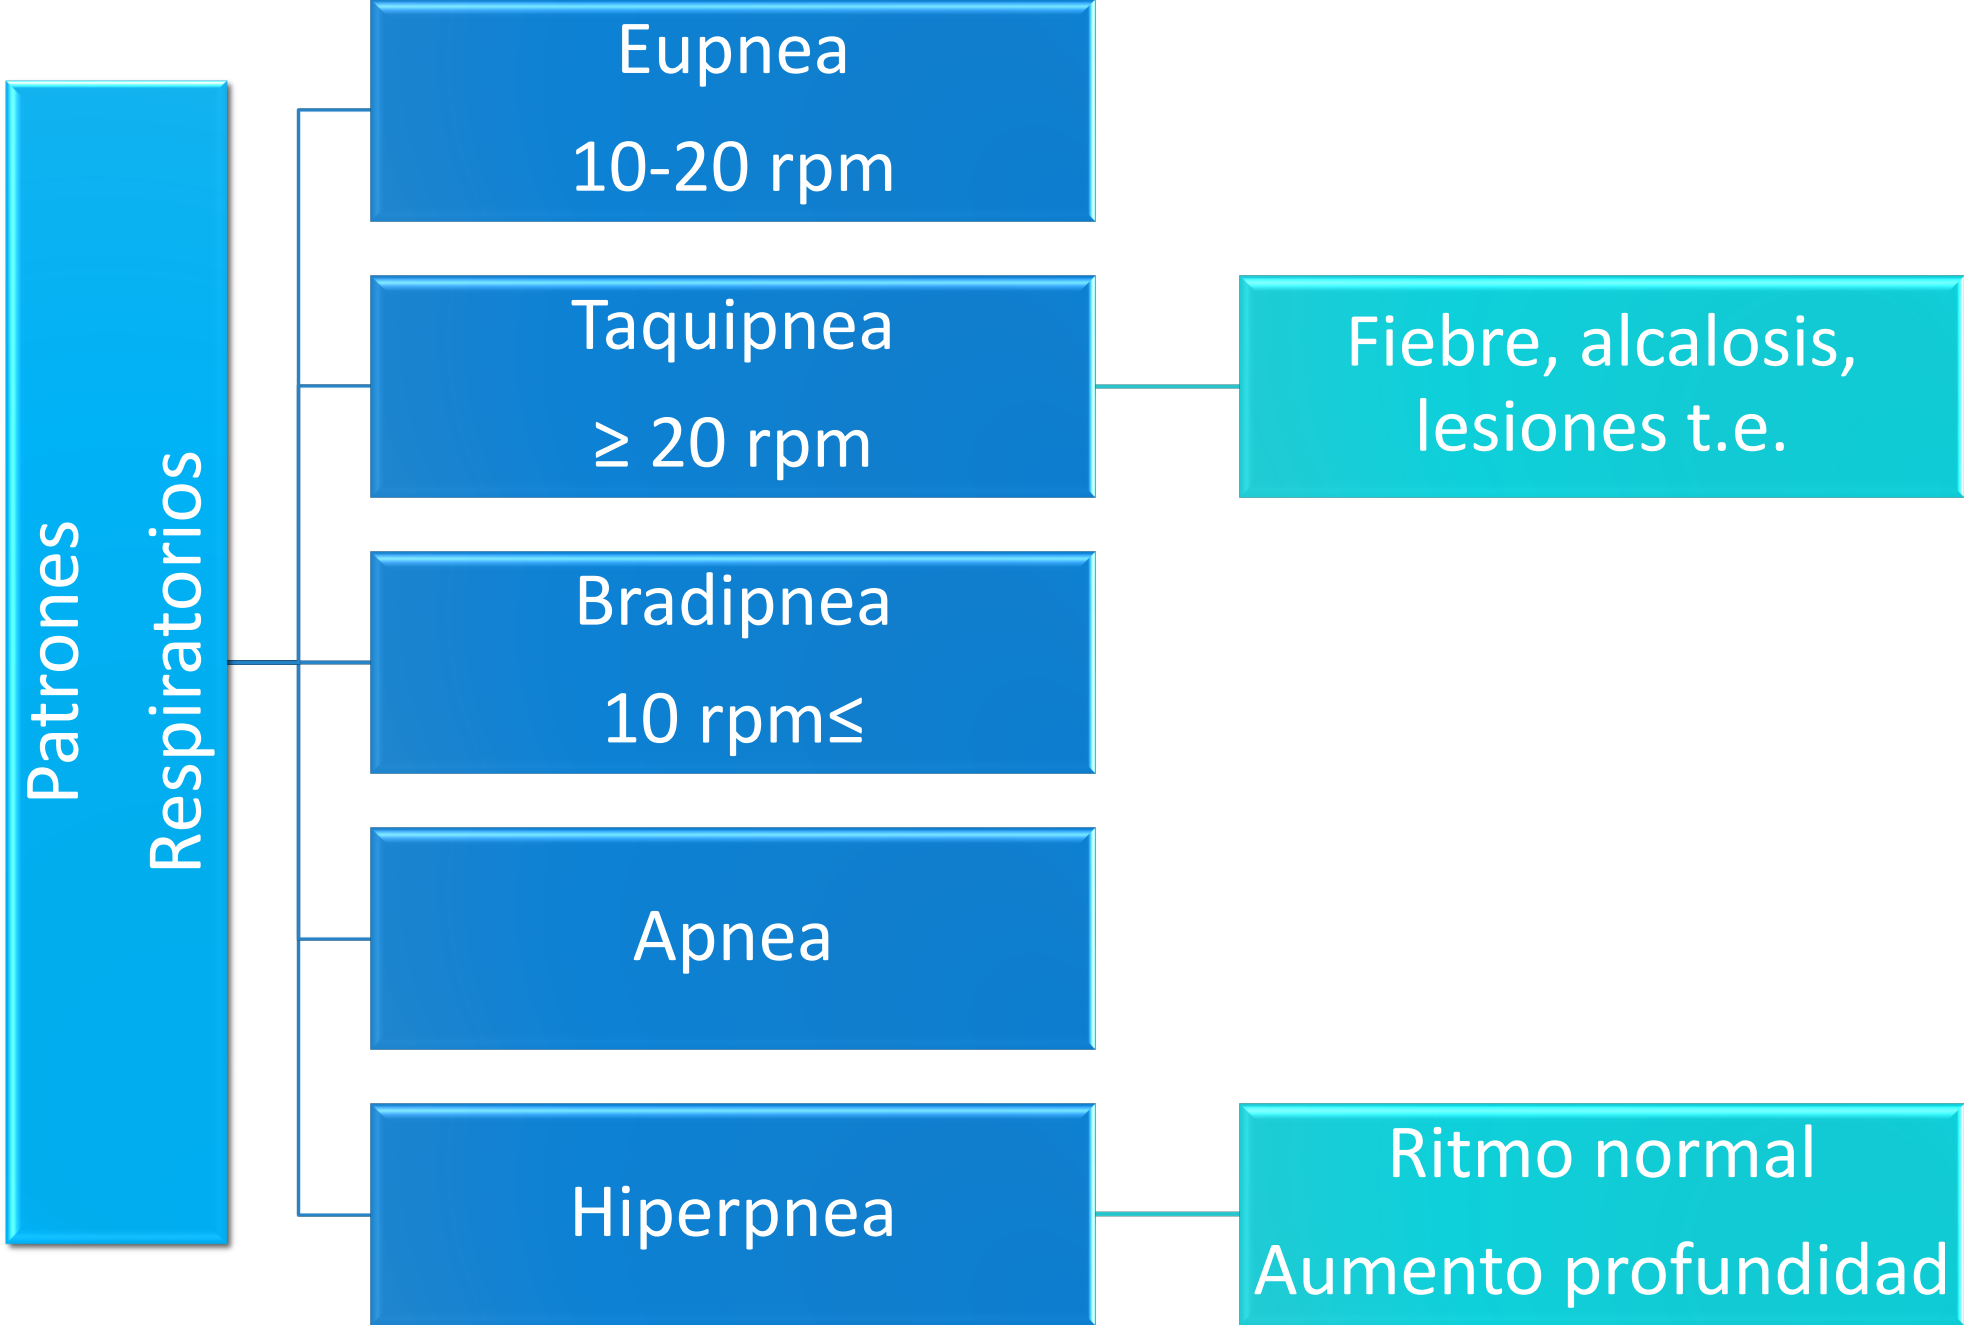 Patrones
Respiratorios
Eupnea
10-20 rpm
Taquipnea
≥ 20 rpm
Fiebre, alcalosis,
lesiones t.e.
Bradipnea
10 rpm≤
Apnea
Hiperpnea
Ritmo normal
Aumento profundidad